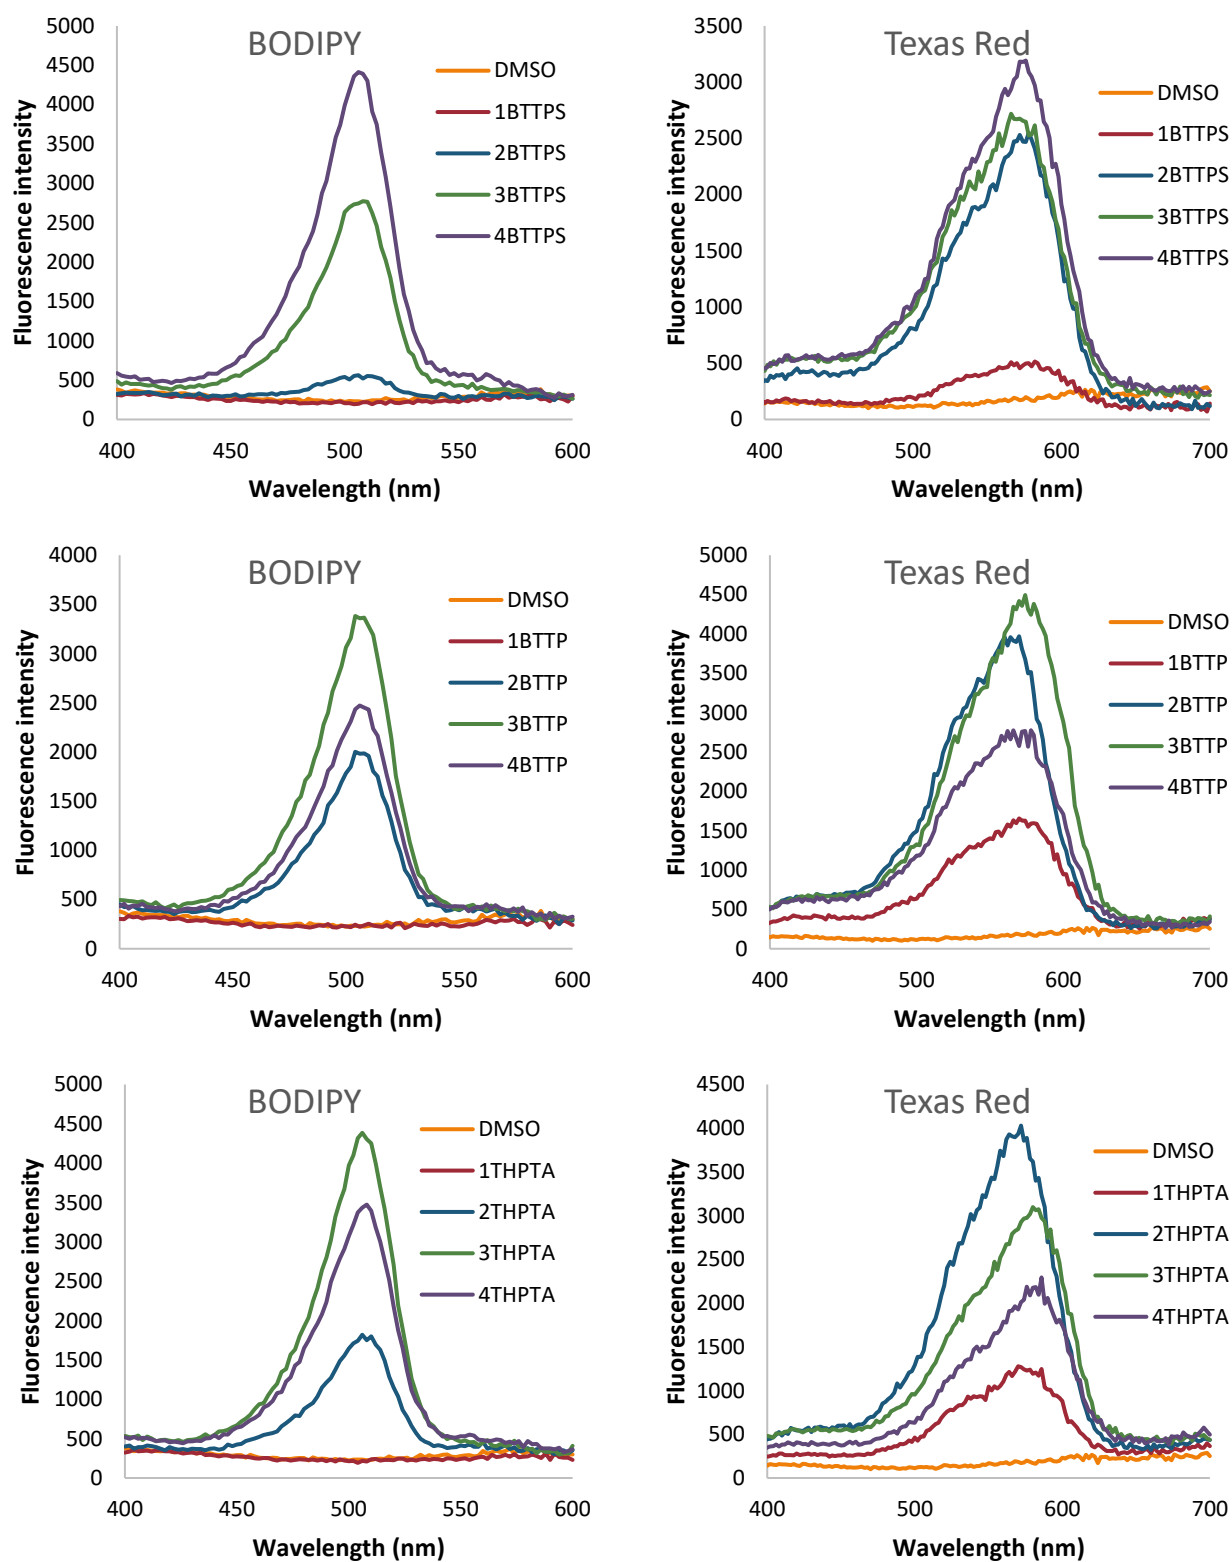 BODIPY
5000
4500
4000
3500
3000
2500
2000
1500
1000
500
0
Fluorescence intensity
400 450 500 550 600
Wavelength (nm)
DMSO
1BTTPS
2BTTPS
3BTTPS
4BTTPS
Texas Red
3500
3000
2500
2000
1500
1000
500
0
Fluorescence intensity
400 500 600 700
Wavelength (nm)
DMSO
1BTTPS
2BTTPS
3BTTPS
4BTTPS
BODIPY
4000
3500
3000
2500
2000
1500
1000
500
0
Fluorescence intensity
400 450 500 550 600
Wavelength (nm)
DMSO
1BTTP
2BTTP
3BTTP
4BTTP
Texas Red
5000
4500
4000
3500
3000
2500
2000
1500
1000
500
0
Fluorescence intensity
400 500 600 700
Wavelength (nm)
DMSO
1BTTP
2BTTP
3BTTP
4BTTP
BODIPY
5000
4500
4000
3500
3000
2500
2000
1500
1000
500
0
Fluorescence intensity
400 450 500 550 600
Wavelength (nm)
DMSO
1THPTA
2THPTA
3THPTA
4THPTA
Texas Red
4500
4000
3500
3000
2500
2000
1500
1000
500
0
Fluorescence intensity
400 500 600 700
Wavelength (nm)
DMSO
1THPTA
2THPTA
3THPTA
4THPTA